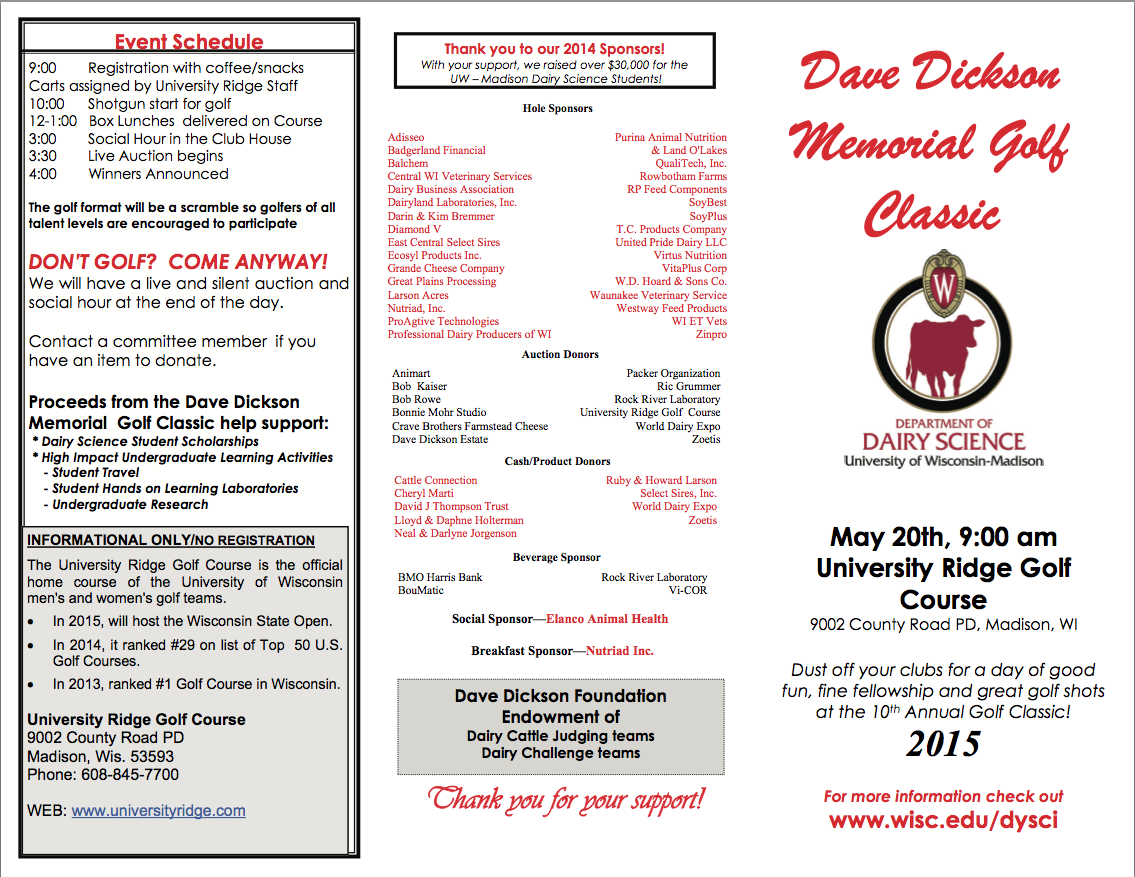 Event Schedule
9:00 Registration with coffee/snacks
Carts assigned by University Ridge Staff
10:00 Shotgun start for golf
12-1:00 Box Lunches delivered on Course
3:00 Social Hour in the Club House
3:30 Live Auction begins
4:00 Winners Announced
The golf format will be a scramble so golfers of all
talent levels are encouraged to participate
DON'T GOLF? COME ANYWAY!
We will have a live and silent auction and
social hour at the end of the day.
Contact a committee member if you
have an item to donate.
Proceeds from the Dave Dickson
Memorial Golf Classic help support:
* Dairy Science Student Scholarships
* High Impact Undergraduate Learning Activities
- Student Travel
- Student Hands on Learning Laboratories
- Undergraduate Research
INFORMATIONAL ONLY/NO REGISTRATION
The University Ridge Golf Course is the official
home course of the University of Wisconsin
men's and women's golf teams.
• In 2015, will host the Wisconsin State Open.
• In 2014, it ranked #29 on list of Top 50 U.S.
Golf Courses.
• In 2013, ranked #1 Golf Course in Wisconsin.
University Ridge Golf Course
9002 County Road PD
Madison, Wis. 53593
Phone: 608-845-7700
WEB: www.universityridge.com
Thank you to our 2014 Sponsors!
With your support, we raised over $30,000 for the
UW – Madison Dairy Science Students!
Hole Sponsors
Adisseo Purina Animal Nutrition
Badgerland Financial & Land O'Lakes
Balchem QualiTech, Inc.
Central WI Veterinary Services Rowbotham Farms
Dairy Business Association RP Feed Components
Dairyland Laboratories, Inc. SoyBest
Darin & Kim Bremmer SoyPlus
Diamond V T.C. Products Company
East Central Select Sires United Pride Dairy LLC
Ecosyl Products Inc. Virtus Nutrition
Grande Cheese Company VitaPlus Corp
Great Plains Processing W.D. Hoard & Sons Co.
Larson Acres Waunakee Veterinary Service
Nutriad, Inc. Westway Feed Products
ProAgtive Technologies WI ET Vets
Professional Dairy Producers of WI Zinpro
Auction Donors
Animart Packer Organization
Bob Kaiser Ric Grummer
Bob Rowe Rock River Laboratory
Bonnie Mohr Studio University Ridge Golf Course
Crave Brothers Farmstead Cheese World Dairy Expo
Dave Dickson Estate Zoetis
Cash/Product Donors
Cattle Connection Ruby & Howard Larson
Cheryl Marti Select Sires, Inc.
David J Thompson Trust World Dairy Expo
Lloyd & Daphne Holterman Zoetis
Neal & Darlyne Jorgenson
Beverage Sponsor
BMO Harris Bank Rock River Laboratory
BouMatic Vi-COR
Social Sponsor—Elanco Animal Health
Breakfast Sponsor—Nutriad Inc.
Dave Dickson Foundation
Endowment of
Dairy Cattle Judging teams
Dairy Challenge teams
Thank you for your support!
Dave Dickson
Memorial Golf
Classic
W
DEPARTMENT OF
DAIRY SCIENCE
University of Wisconsin-Madison
May 20th, 9:00 am
University Ridge Golf
Course
9002 County Road PD, Madison, WI
Dust off your clubs for a day of good
fun, fine fellowship and great golf shots
at the 10th Annual Golf Classic!
2015
For more information check out
www.wisc.edu/dysci